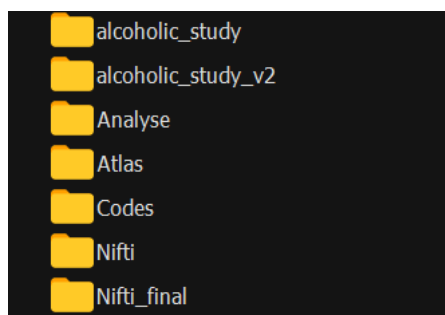 alcoholic_study
alcoholic_study_v2
Analyse
Atlas
Codes
Nifti
Nifti_final